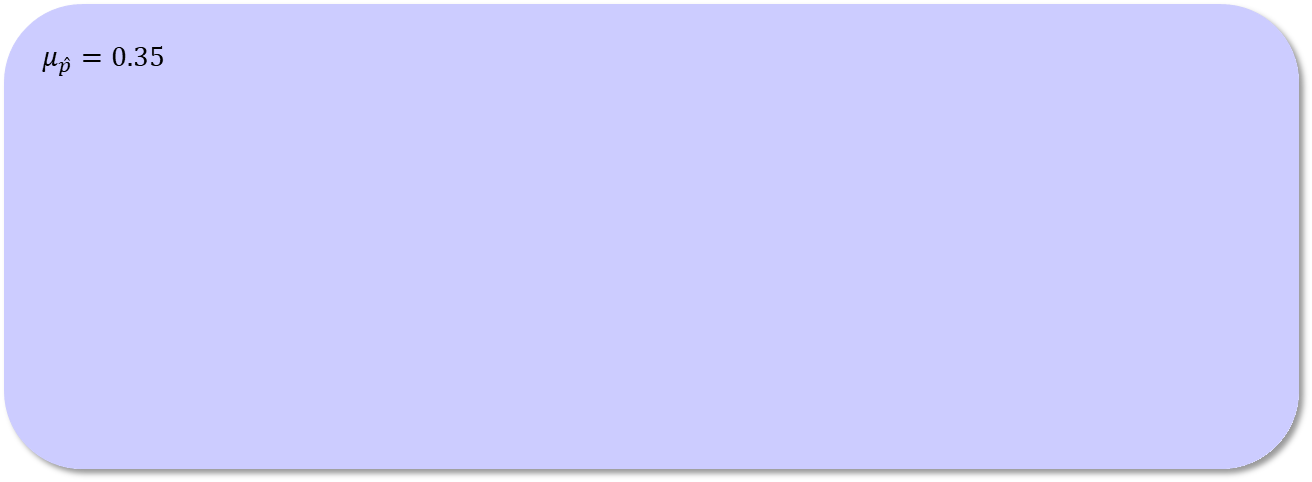 𝜇_𝑝̂ = 0.35